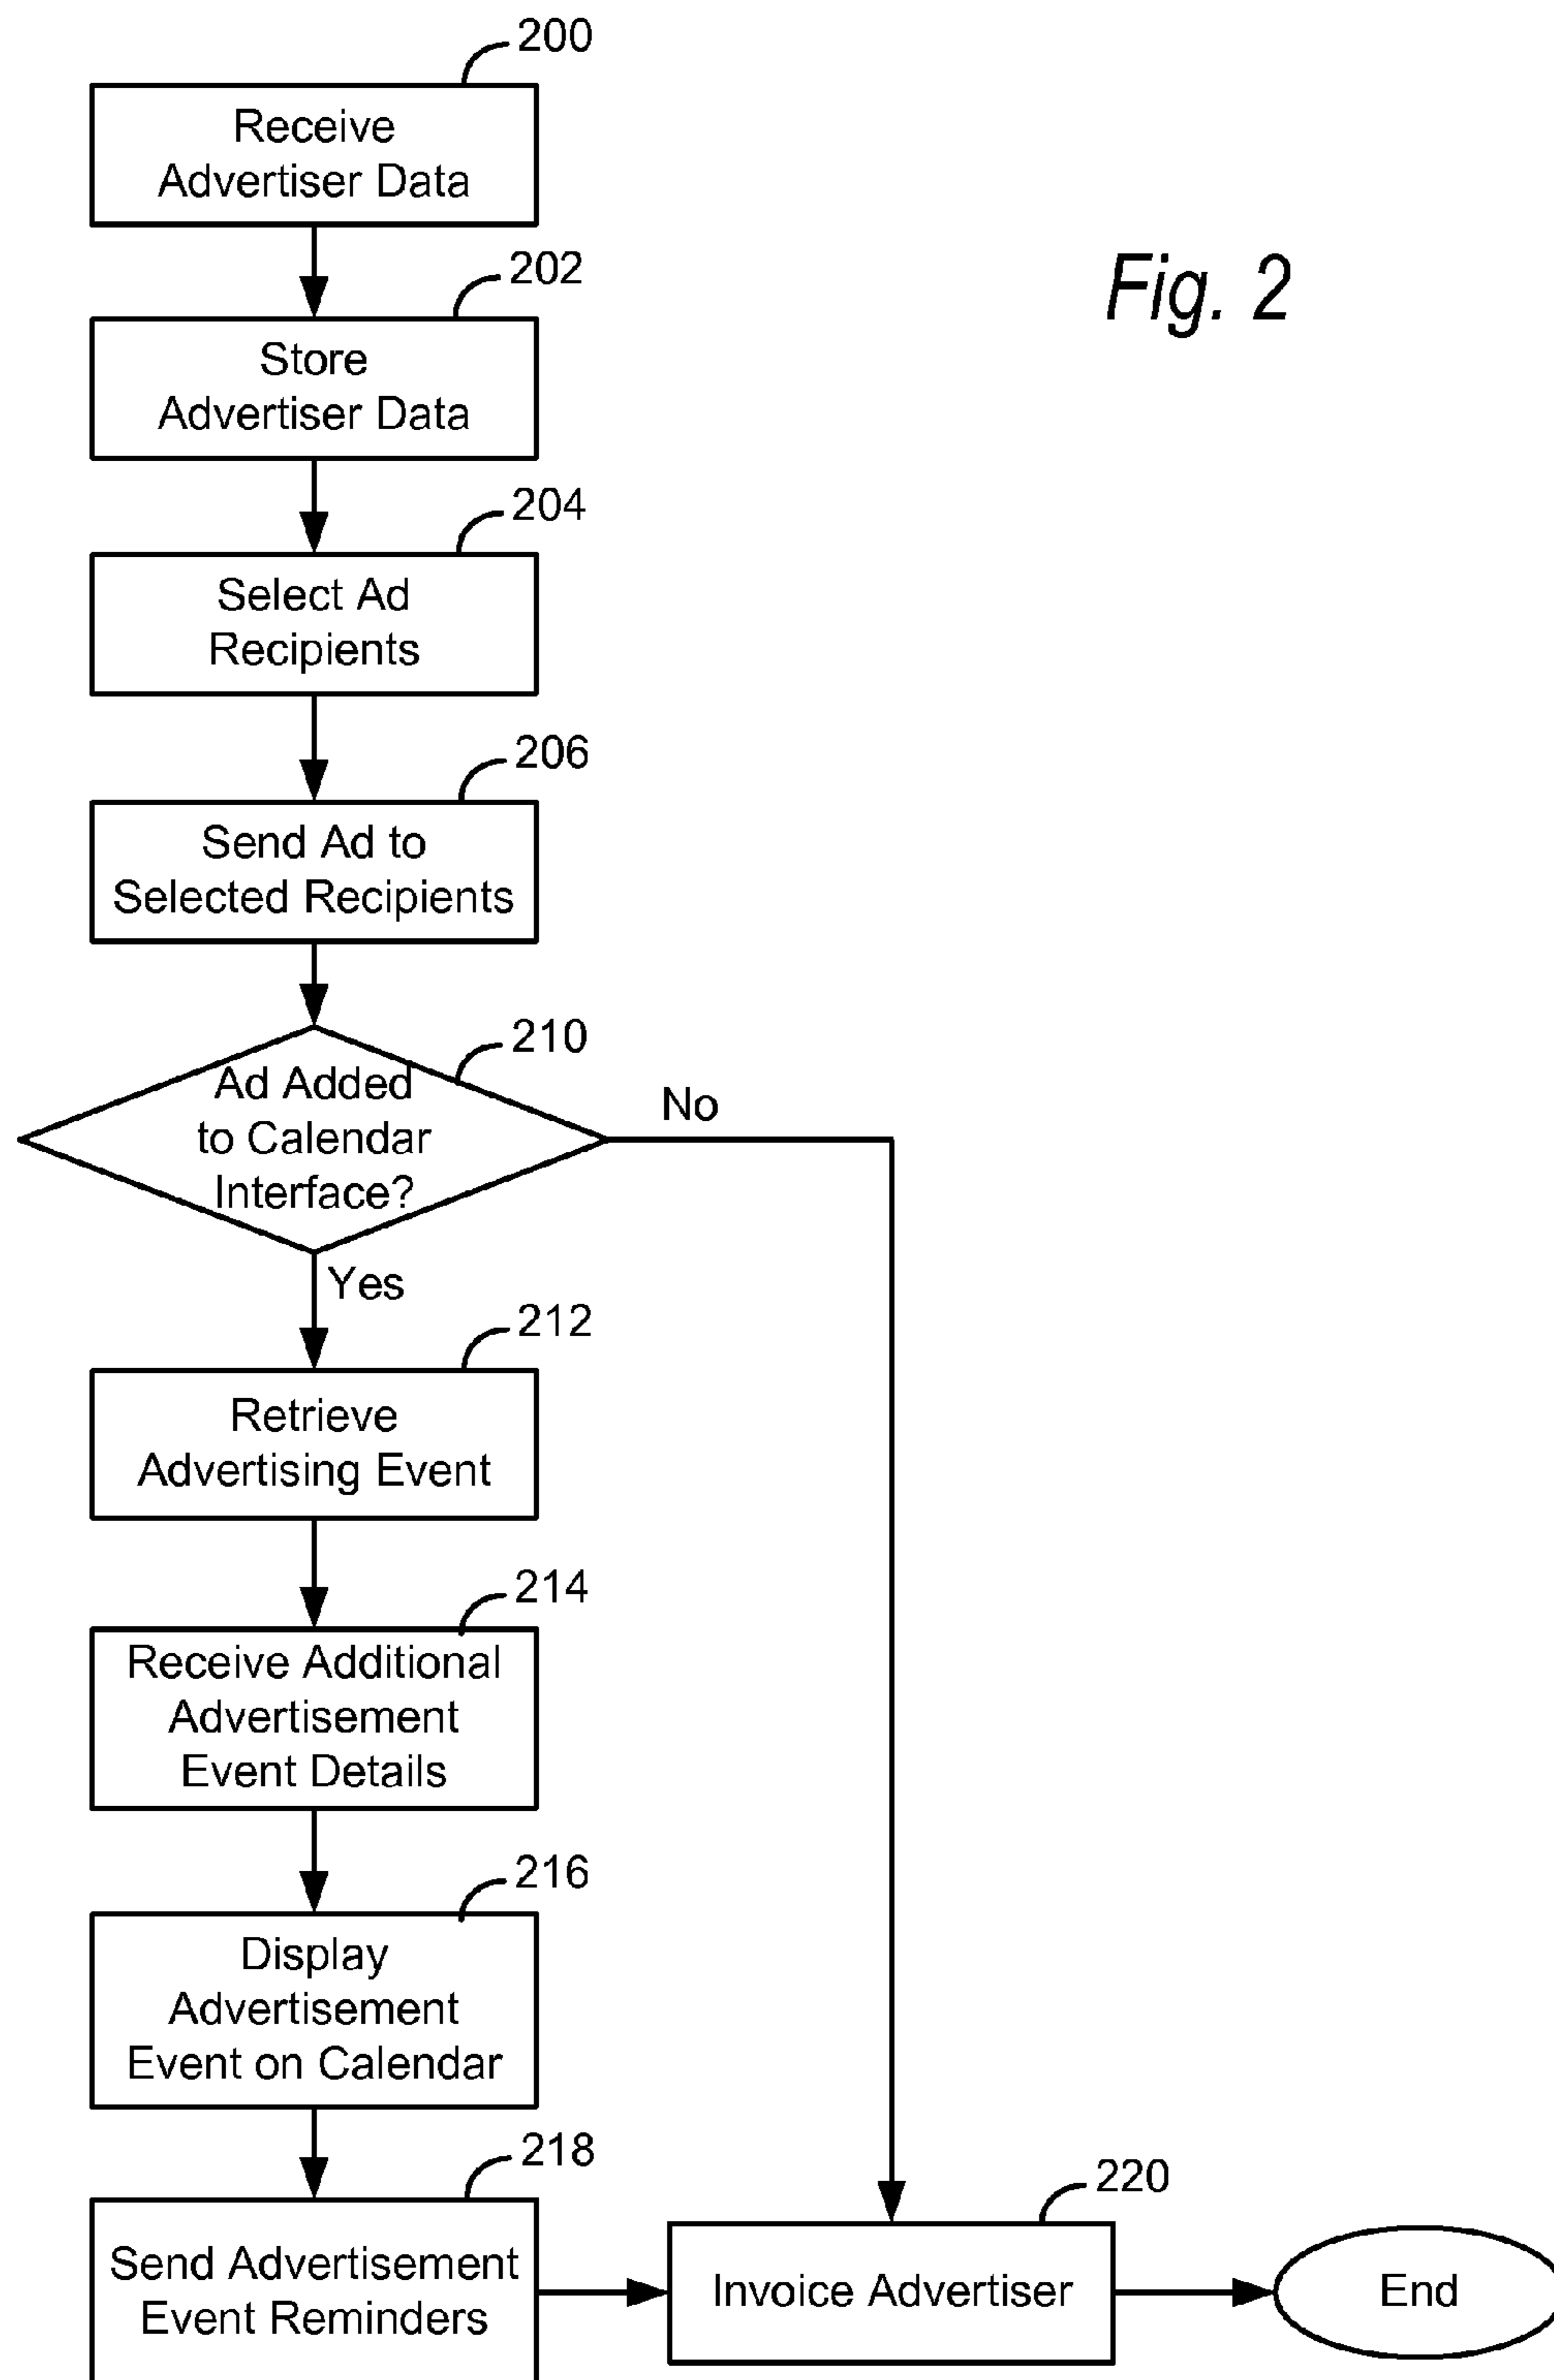 200
Receive
Advertiser Data
Fig. 2
202
Store
Advertiser Data
204
Select Ad
Recipients
206
Send Ad to
Selected Recipients
210
Ad Added
to Calendar
Interface?
No
Yes
212
Retrieve
Advertising Event
214
Receive Additional
Advertisement
Event Details
216
Display
Advertisement
Event on Calendar
218
Send Advertisement
Event Reminders
220
Invoice Advertiser
End